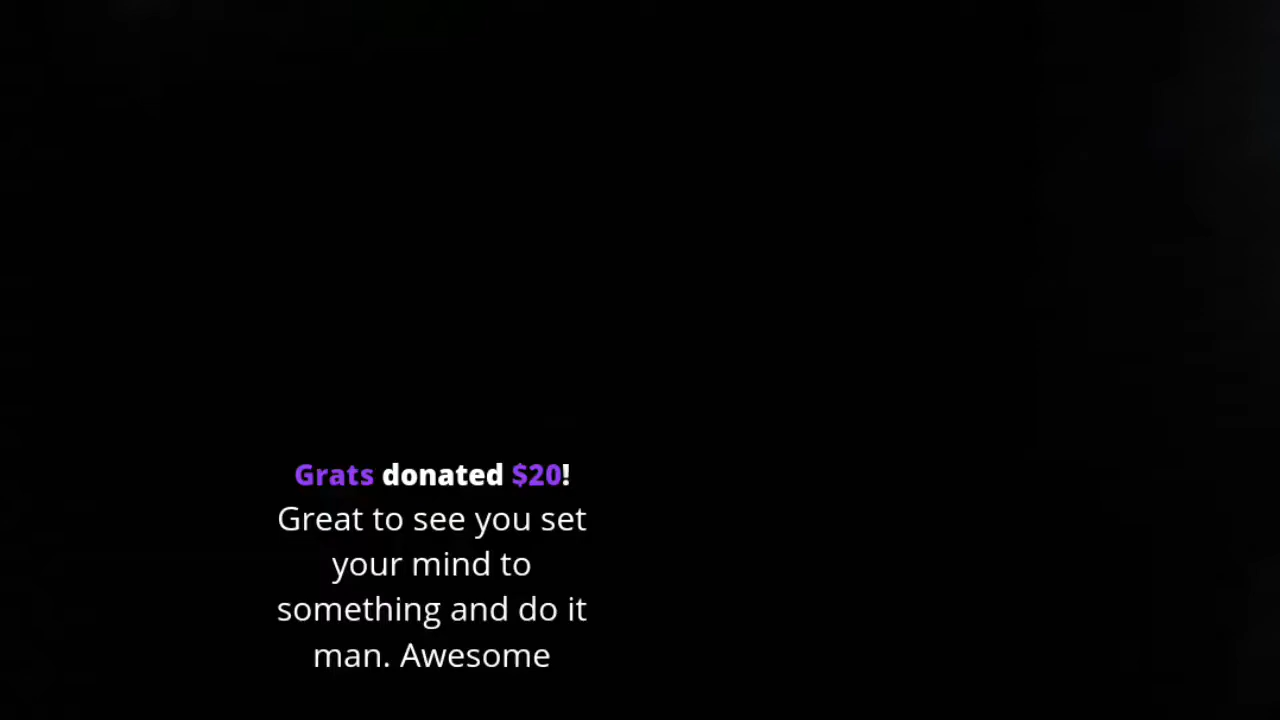 Grats donated $20!
Great to see you set
your mind to
something and do it
man. Awesome